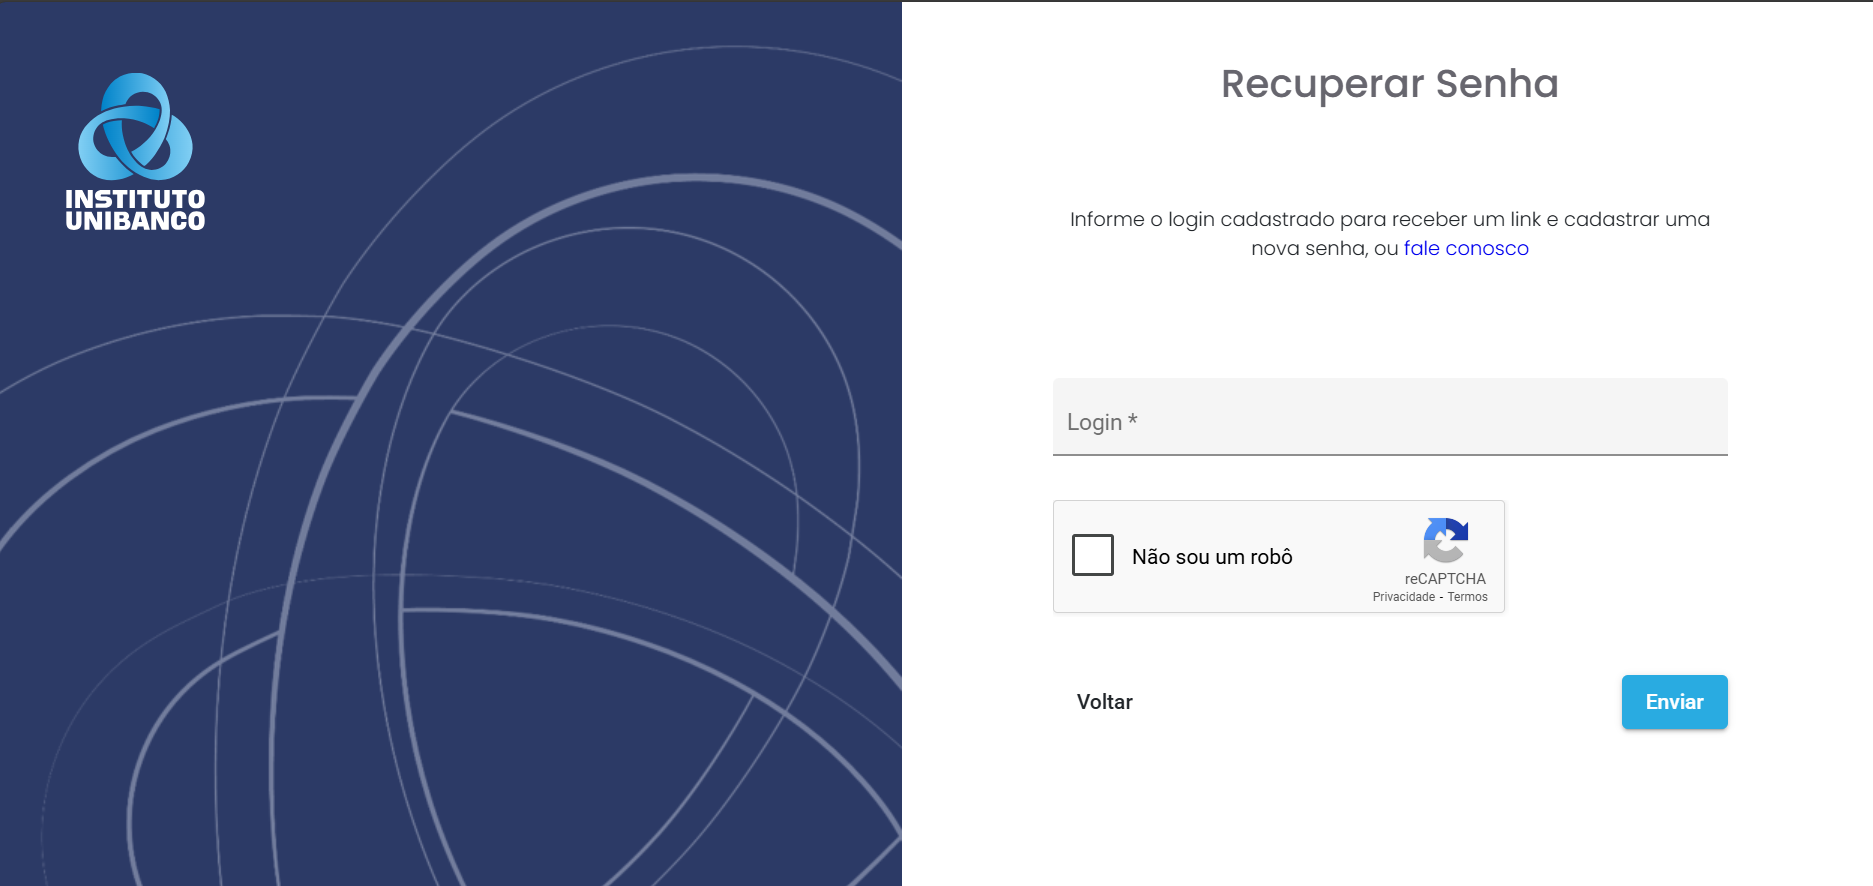 INSTITUTO
UNIBANCO
Recuperar Senha
Informe o login cadastrado para receber um link e cadastrar uma
nova senha, ou fale conosco
Login *
Não sou um robô
reCAPTCHA
Privacidade - Termos
Voltar
Enviar